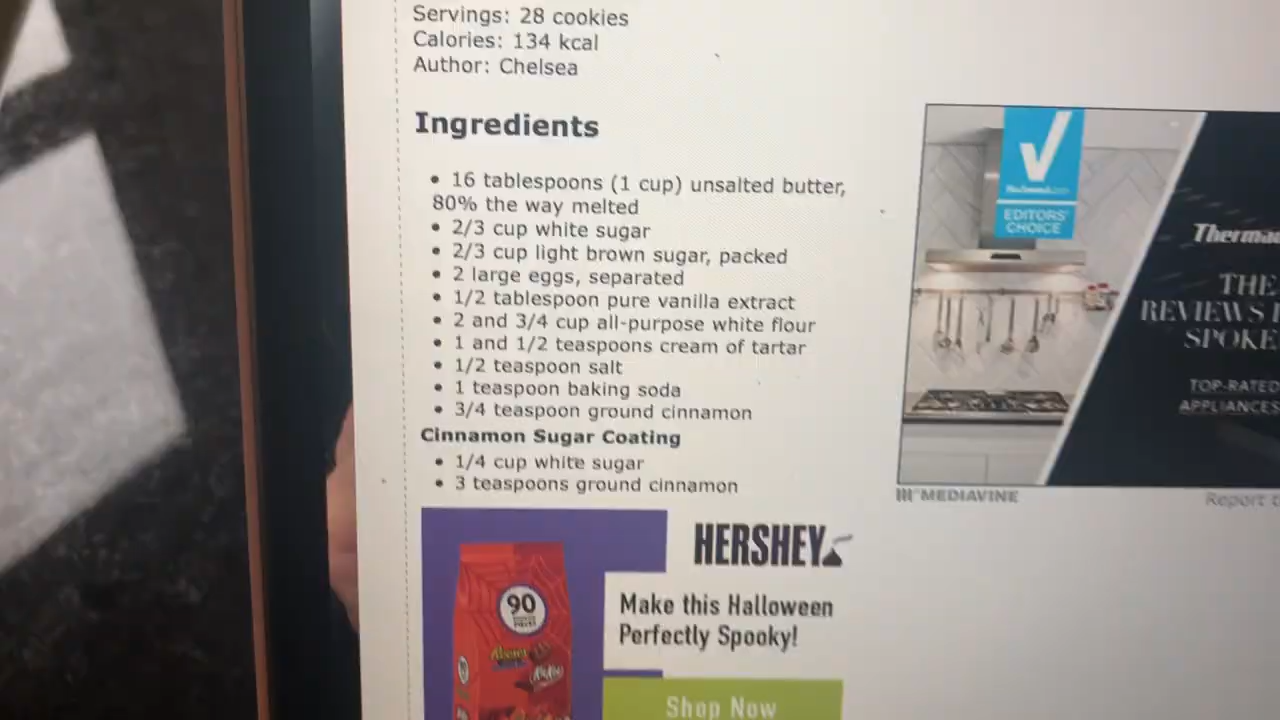 Servings: 28 cookies
Calories: 134 kcal
Author: Chelsea
Ingredients
• 16 tablespoons (1 cup) unsalted butter,
80% the way melted
• 2/3 cup white sugar
• 2/3 cup light brown sugar, packed
• 2 large eggs, separated
• 1/2 tablespoon pure vanilla extract
• 2 and 3/4 cup all-purpose white flour
• 1 and 1/2 teaspoons cream of tartar
• 1/2 teaspoon salt
• 1 teaspoon baking soda
• 3/4 teaspoon ground cinnamon
Cinnamon Sugar Coating
• 1/4 cup white sugar
• 3 teaspoons ground cinnamon
EDITORS'
CHOICE
THE
REVIEWS
SPOKE
TOP-RATED
APPLIANCES
MEDIAVINE
Report
HERSHEY
90
Reese's
KitKat
Make this Halloween
Perfectly Spooky!
Shop Now